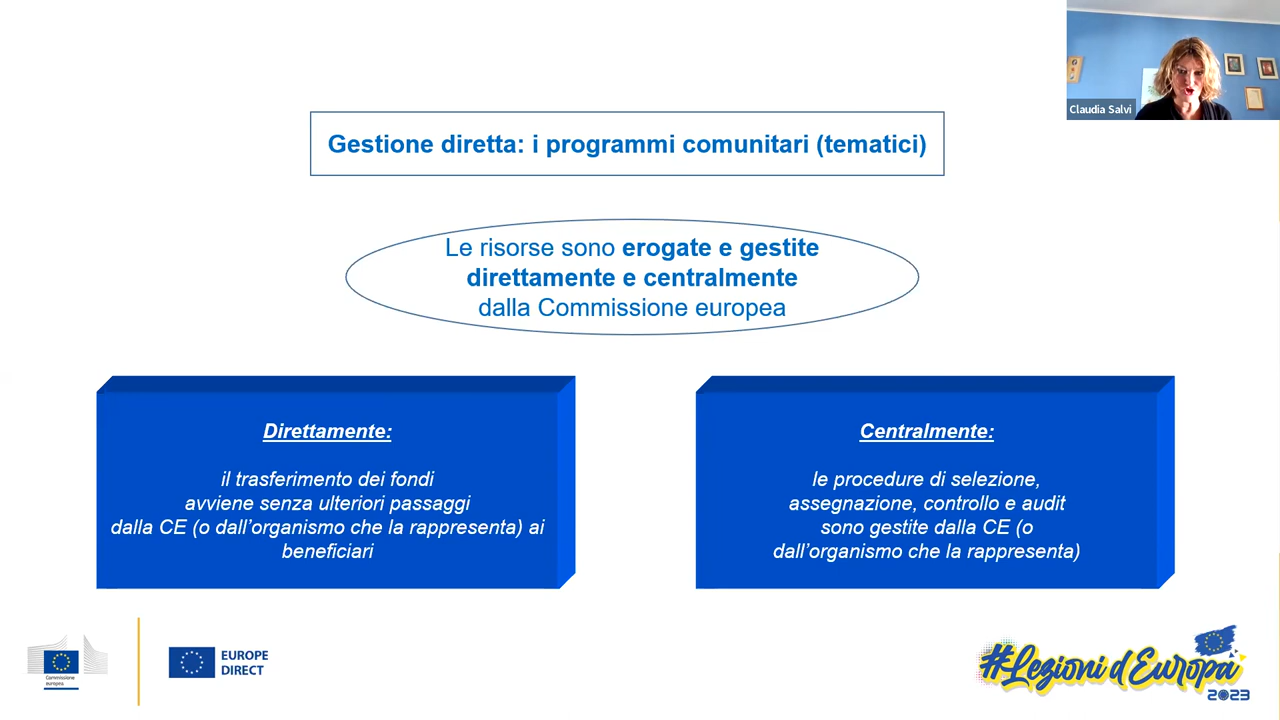 Claudia Salvi
Gestione diretta: i programmi comunitari (tematici)
Le risorse sono erogate e gestite
direttamente e centralmente
dalla Commissione europea
Direttamente:
il trasferimento dei fondi
avviene senza ulteriori passaggi
dalla CE (o dall'organismo che la rappresenta) ai
beneficiari
Centralmente:
le procedure di selezione,
assegnazione, controllo e audit
sono gestite dalla CE (o
dall'organismo che la rappresenta)
Commissione
europea
EUROPE
DIRECT
#Lezioni d'Europa
2023